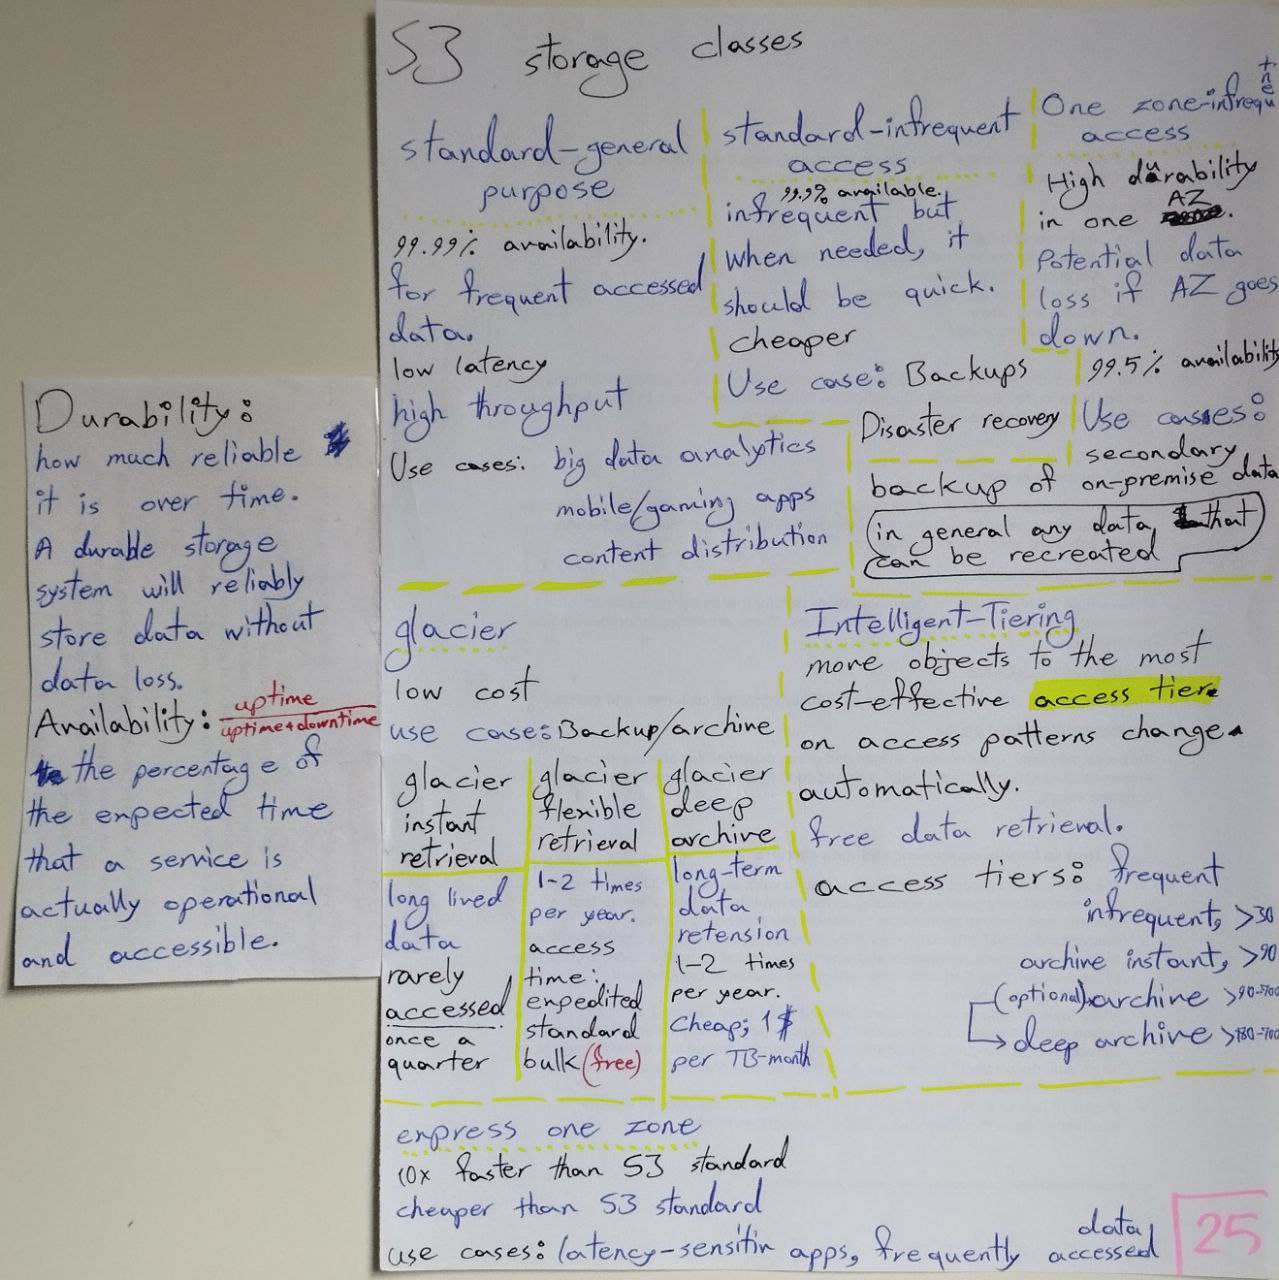 S3 storage classes
standard-general
purpose
99.99% availability.
for frequent accessed
data.
low latency
high throughput
Use cases: big data analytics
mobile/gaming apps
content distribution
standard-infrequent
access
99.9% available.
infrequent but
when needed, it
should be quick.
cheaper
Use case: Backups
Disaster recovery
One zone-infrequent
access
High durability
in one AZ.
Potential data
loss if AZ goes
down.
99.5% availability
Use cases:
secondary
backup of on-premise data
in general any data that
can be recreated
Durability:
how much reliable
it is over time.
A durable storage
system will reliably
store data without
data loss.
Availability: uptime
uptime+downtime
the percentage of
the expected time
that a service is
actually operational
and accessible.
glacier
low cost
use case: Backup/archive
glacier
instant
retrieval
long lived
data
rarely
accessed
once a
quarter
glacier
flexible
retrieval
1-2 times
per year.
access
time:
expedited
standard
bulk (free)
glacier
deep
archive
long-term
data
retension
1-2 times
per year.
Cheap; 1$
per TB-month
Intelligent-Tiering
more objects to the most
cost-effective access tier
on access patterns change.
automatically.
free data retrieval.
access tiers: frequent
infrequent, >30
archive instant, >90
(optional) archive >90-700
deep archive >180-700
express one zone
10x faster than S3 standard
cheaper than S3 standard
use cases: latency-sensitiv apps, frequently accessed
data
25